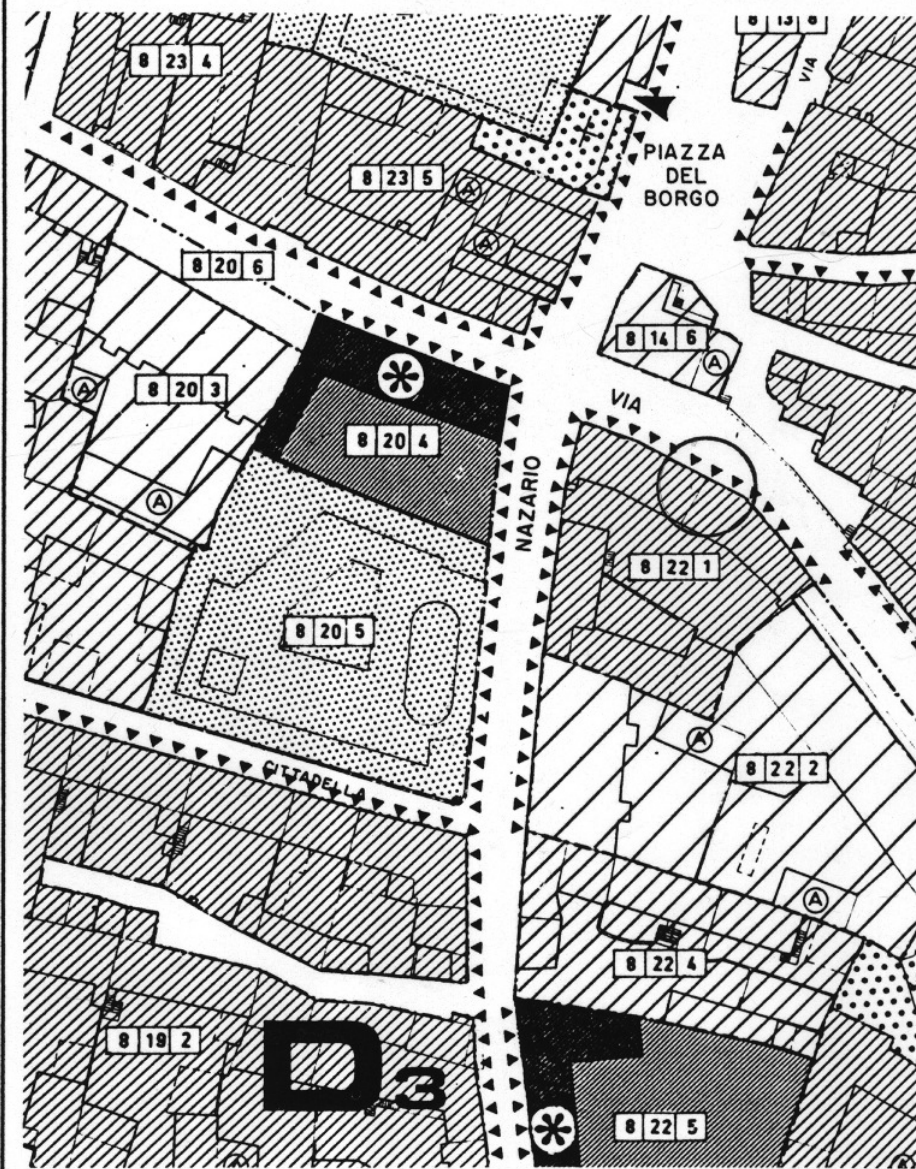 8 13 8
8 23 4
VIA
PIAZZA
DEL
BORGO
8 23 5
A
A
8 20 6
8 14 6
A
8 20 3
A
VIA
8 20 4
A
NAZARIO
8 22 1
8 20 5
A
8 22 2
CITTADELLA
A
8 22 4
8 19 2
D3
8 22 5
A
A